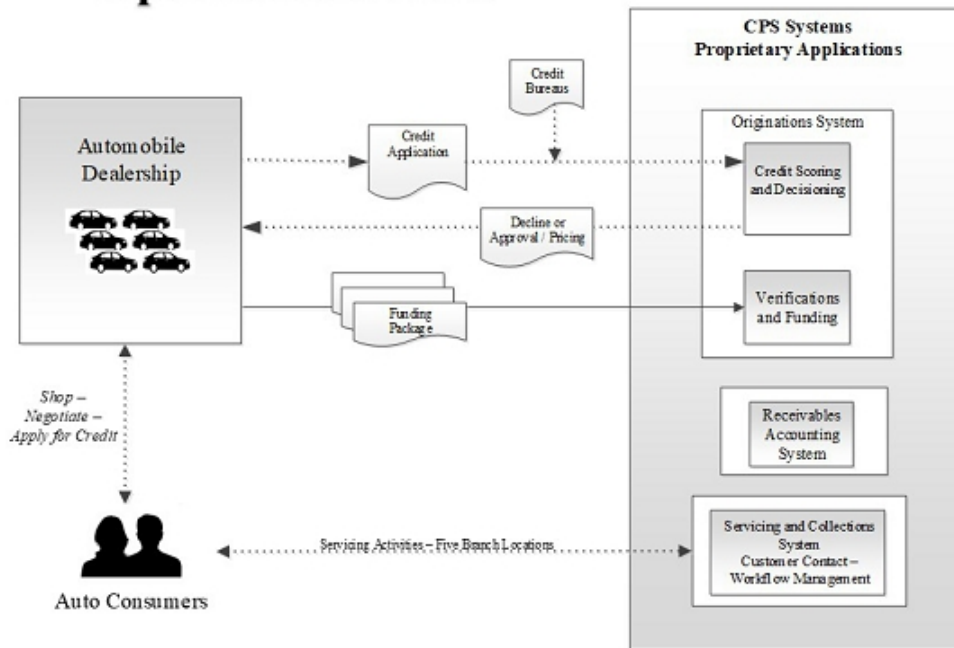 CPS Systems
Proprietary Applications
Credit
Bureaus
Automobile
Dealership
Credit
Application
Originations System
Credit Scoring
and Decisioning
Decline or
Approval / Pricing
Funding
Package
Verifications
and Funding
Shop –
Negotiate –
Apply for Credit
Receivables
Accounting
System
Servicing Activities – Five Branch Locations
Servicing and Collections
System
Customer Contact –
Workflow Management
Auto Consumers